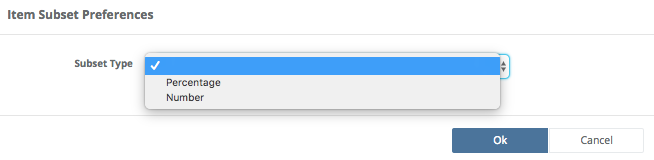 Item Subset Preferences
Subset Type
Percentage
Number
Ok Cancel